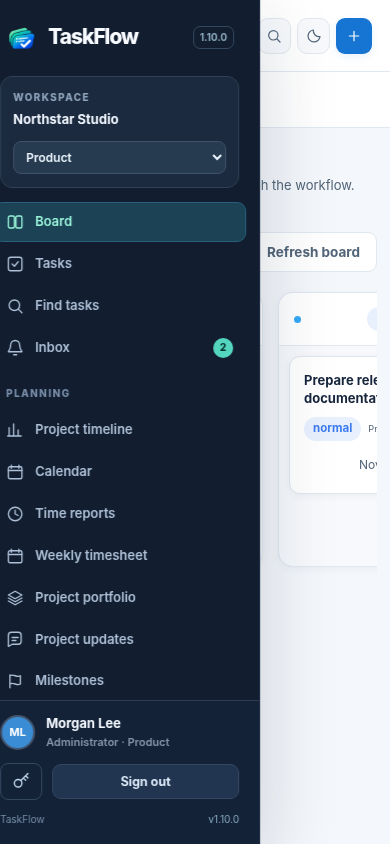 TaskFlow
1.10.0
WORKSPACE
Northstar Studio
Product
h the workflow.
Board
Refresh board
Tasks
Find tasks
Inbox
2
PLANNING
Prepare rele
documentat
normal
Pr
Nov
Project timeline
Calendar
Time reports
Weekly timesheet
Project portfolio
Project updates
Milestones
ML
Morgan Lee
Administrator · Product
Sign out
TaskFlow
v1.10.0